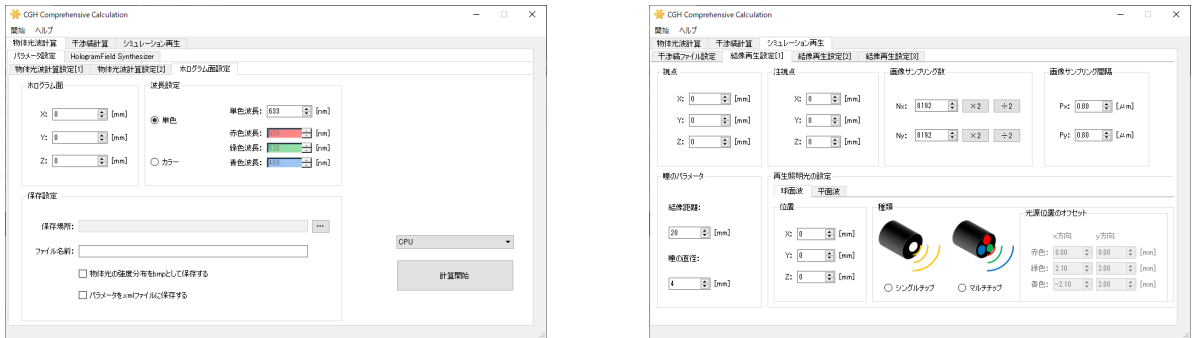 CGH Comprehensive Calculation
開始 ヘルプ
物体光波計算 干渉縞計算 シミュレーション再生
パラメータ設定 HologramField Synthesizer
物体光波計算設定[1] 物体光波計算設定[2] ホログラム面設定
ホログラム面
X: 0 [mm]
Y: 0 [mm]
Z: 0 [mm]
波長設定
単色
カラー
単色波長: 633 [nm]
赤色波長: [nm]
緑色波長: [nm]
青色波長: [nm]
保存設定
保存場所: ...
ファイル名前:
物体光の強度分布をbmpとして保存する
パラメータをxmlファイルに保存する
CPU
計算開始
CGH Comprehensive Calculation
開始 ヘルプ
物体光波計算 干渉縞計算 シミュレーション再生
干渉縞ファイル設定 結像再生設定[1] 結像再生設定[2] 結像再生設定[3]
視点
X: 0 [mm]
Y: 0 [mm]
Z: 0 [mm]
注視点
X: 0 [mm]
Y: 0 [mm]
Z: 0 [mm]
画像サンプリング数
Nx: 8192 ×2 ÷2
Ny: 8192 ×2 ÷2
画像サンプリング間隔
Px: 0.80 [μm]
Py: 0.80 [μm]
瞳のパラメータ
結像距離:
20 [mm]
瞳の直径:
4 [mm]
再生照明光の設定
球面波 平面波
位置
X: 0 [mm]
Y: 0 [mm]
Z: 0 [mm]
種類
シングルチップ
マルチチップ
光源位置のオフセット
x方向 y方向
赤色: 0.00 0.00 [mm]
緑色: 2.10 2.00 [mm]
青色: -2.10 2.00 [mm]